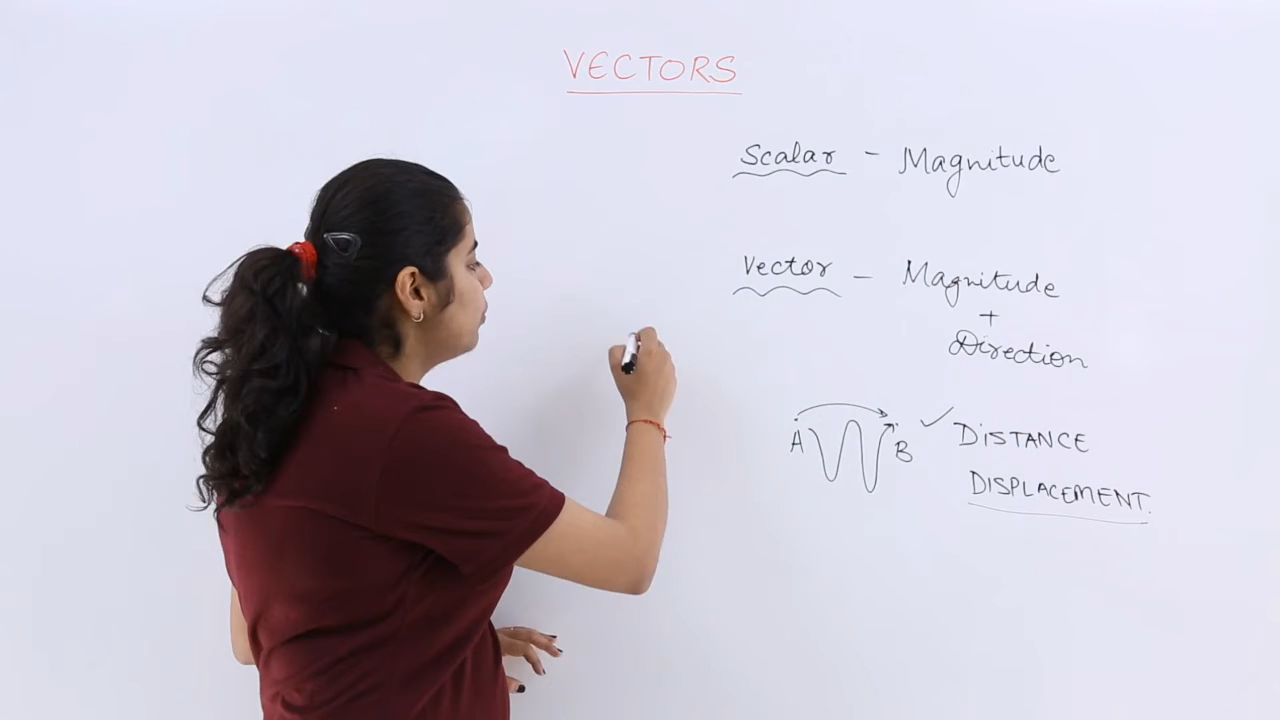 VECTORS
Scalar - Magnitude
Vector - Magnitude
+
Direction
A B ✓ DISTANCE
DISPLACEMENT.